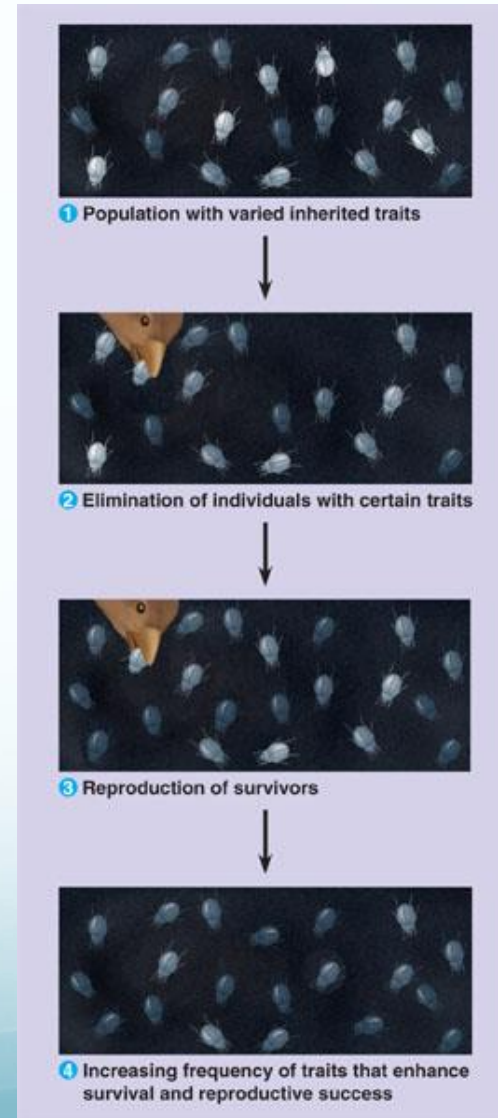 1 Population with varied inherited traits
2 Elimination of individuals with certain traits
3 Reproduction of survivors
4 Increasing frequency of traits that enhance
survival and reproductive success